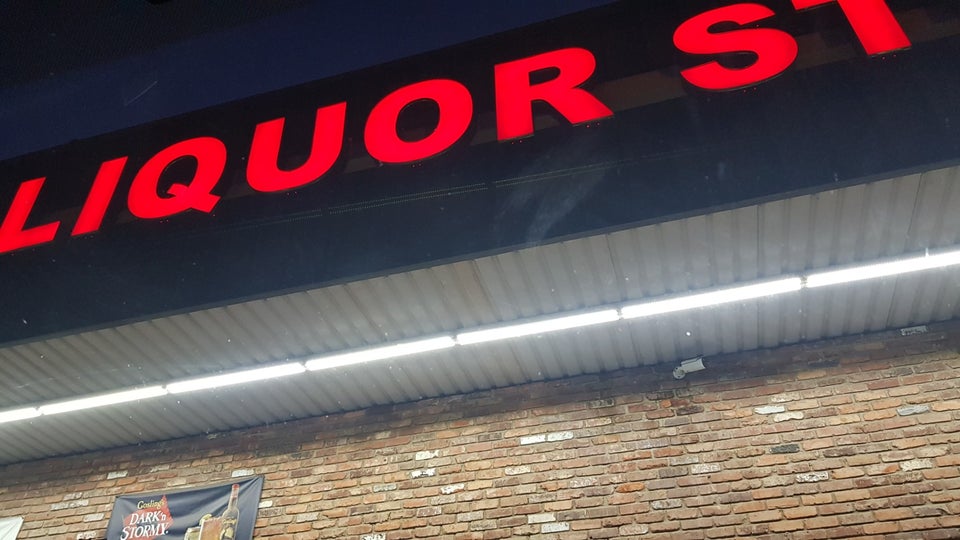 LIQUOR ST
Gosling's
DARK 'n
STORMY